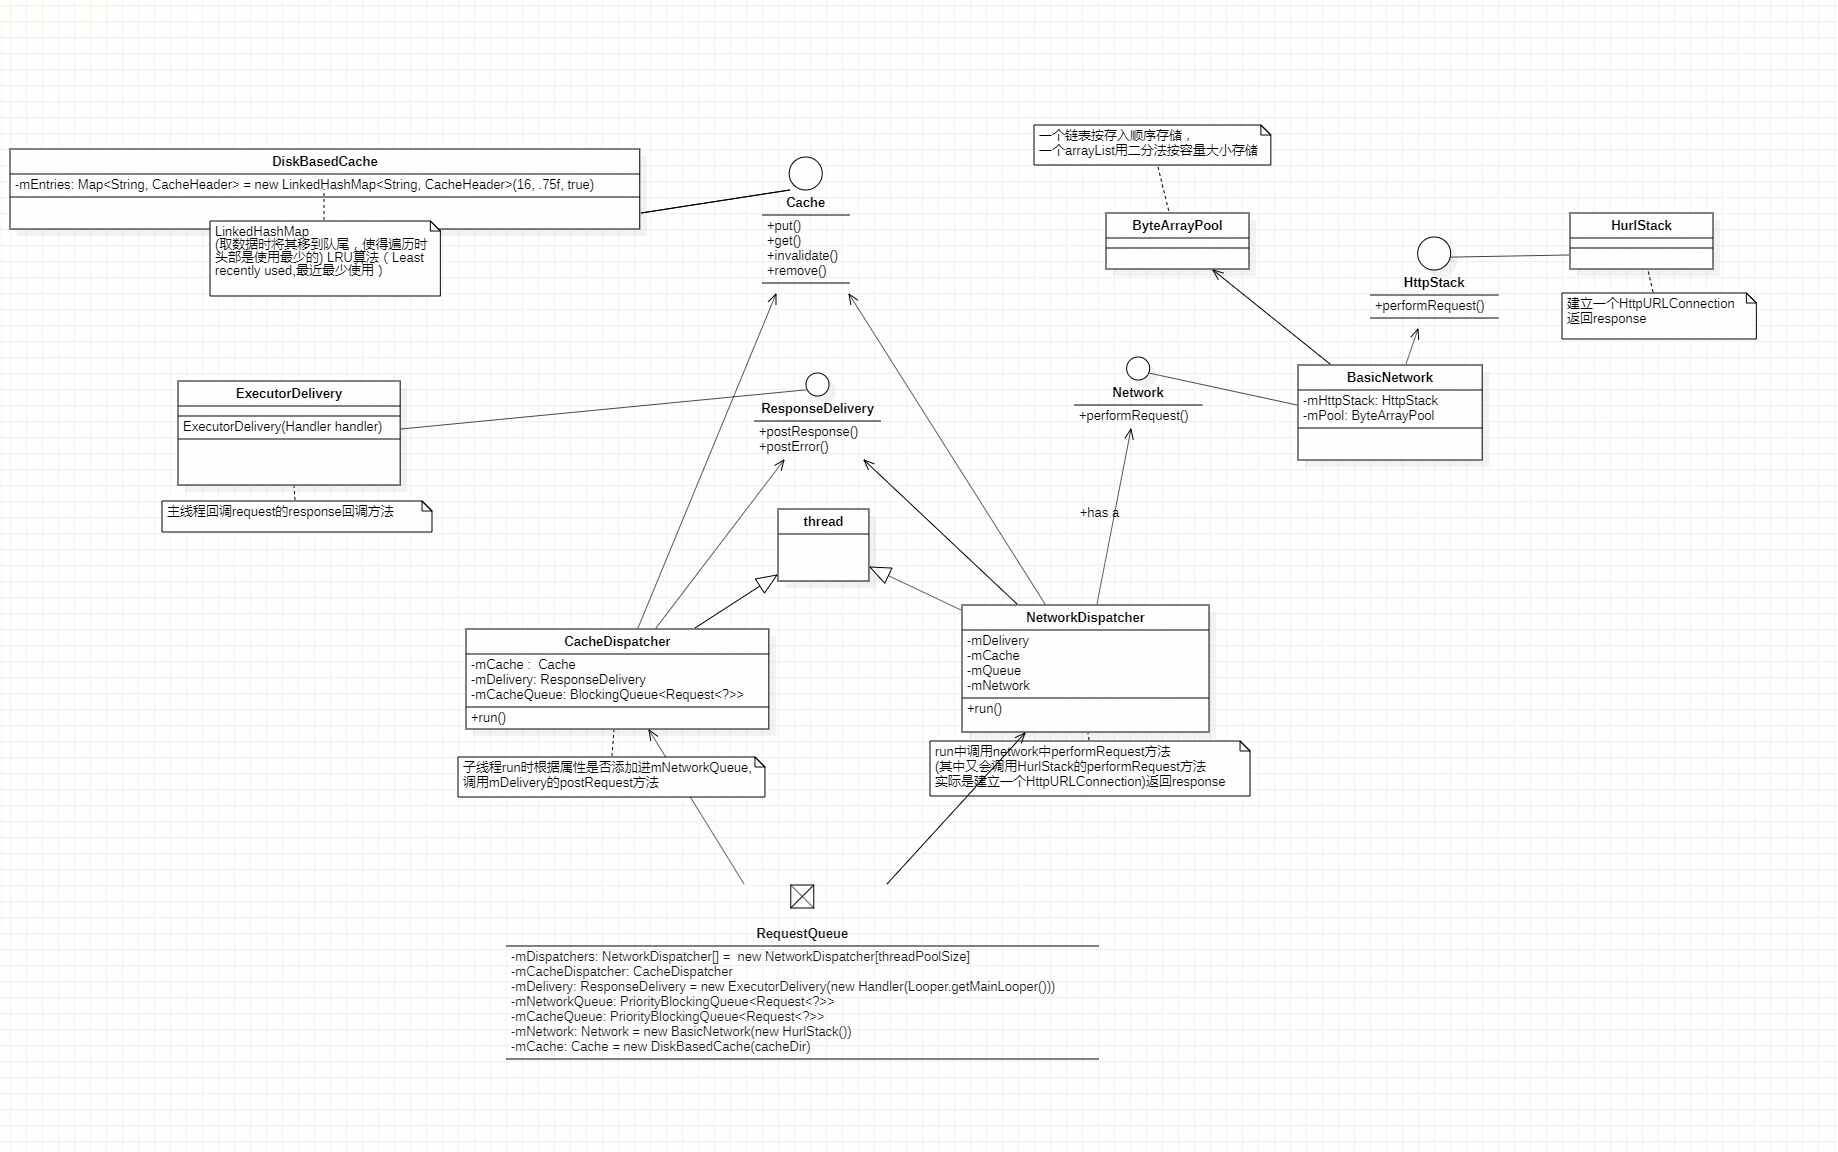 一个链表按存入顺序存储，
一个arrayList用二分法按容量大小存储
DiskBasedCache
-mEntries: Map<String, CacheHeader> = new LinkedHashMap<String, CacheHeader>(16, .75f, true)
LinkedHashMap
(取数据时将其移到队尾，使得遍历时
头部是使用最少的) LRU算法（Least
recently used,最近最少使用）
Cache
+put()
+get()
+invalidate()
+remove()
ByteArrayPool
HurlStack
HttpStack
+performRequest()
建立一个HttpURLConnection
返回response
ExecutorDelivery
ExecutorDelivery(Handler handler)
主线程回调request的response回调方法
ResponseDelivery
+postResponse()
+postError()
Network
+performRequest()
BasicNetwork
-mHttpStack: HttpStack
-mPool: ByteArrayPool
+has a
thread
CacheDispatcher
-mCache :  Cache
-mDelivery: ResponseDelivery
-mCacheQueue: BlockingQueue<Request<?>>
+run()
子线程run时根据属性是否添加进mNetworkQueue,
调用mDelivery的postRequest方法
NetworkDispatcher
-mDelivery
-mCache
-mQueue
-mNetwork
+run()
run中调用network中performRequest方法
(其中又会调用HurlStack的performRequest方法
实际是建立一个HttpURLConnection)返回response
RequestQueue
-mDispatchers: NetworkDispatcher[] =  new NetworkDispatcher[threadPoolSize]
-mCacheDispatcher: CacheDispatcher
-mDelivery: ResponseDelivery = new ExecutorDelivery(new Handler(Looper.getMainLooper()))
-mNetworkQueue: PriorityBlockingQueue<Request<?>>
-mCacheQueue: PriorityBlockingQueue<Request<?>>
-mNetwork: Network = new BasicNetwork(new HurlStack())
-mCache: Cache = new DiskBasedCache(cacheDir)